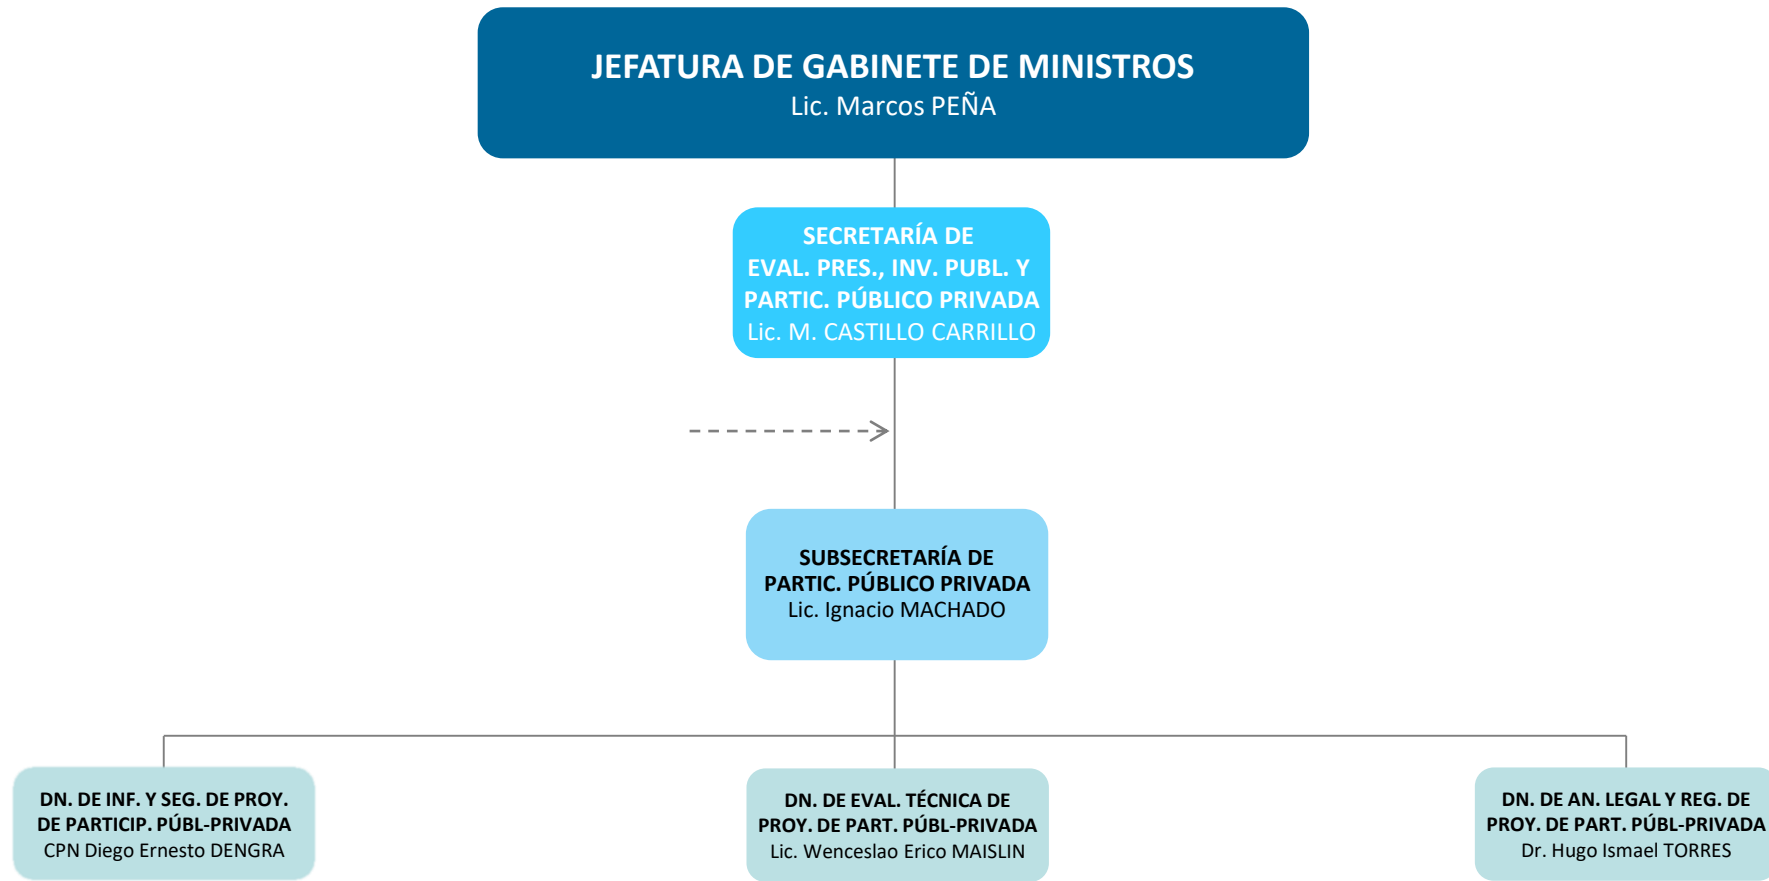 JEFATURA DE GABINETE DE MINISTROS
Lic. Marcos PEÑA
SECRETARÍA DE
EVAL. PRES., INV. PUBL. Y
PARTIC. PÚBLICO PRIVADA
Lic. M. CASTILLO CARRILLO
SUBSECRETARÍA DE
PARTIC. PÚBLICO PRIVADA
Lic. Ignacio MACHADO
DN. DE INF. Y SEG. DE PROY.
DE PARTICIP. PÚBL-PRIVADA
CPN Diego Ernesto DENGRA
DN. DE EVAL. TÉCNICA DE
PROY. DE PART. PÚBL-PRIVADA
Lic. Wenceslao Erico MAISLIN
DN. DE AN. LEGAL Y REG. DE
PROY. DE PART. PÚBL-PRIVADA
Dr. Hugo Ismael TORRES